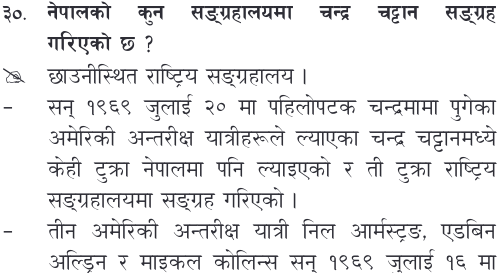 ३०. नेपालको कुन सङ्ग्रहालयमा चन्द्र चट्टान सङ्ग्रह
गरिएको छ ?
छाउनीस्थित राष्ट्रिय सङ्ग्रहालय ।
- सन् १९६९ जुलाई २० मा पहिलोपटक चन्द्रमामा पुगेका
अमेरिकी अन्तरीक्ष यात्रीहरूले ल्याएका चन्द्र चट्टानमध्ये
केही टुक्रा नेपालमा पनि ल्याइएको र ती टुक्रा राष्ट्रिय
सङ्ग्रहालयमा सङ्ग्रह गरिएको ।
- तीन अमेरिकी अन्तरीक्ष यात्री निल आर्मस्ट्रङ, एडबिन
अल्ड्रिन र माइकल कोलिन्स सन् १९६९ जुलाई १६ मा